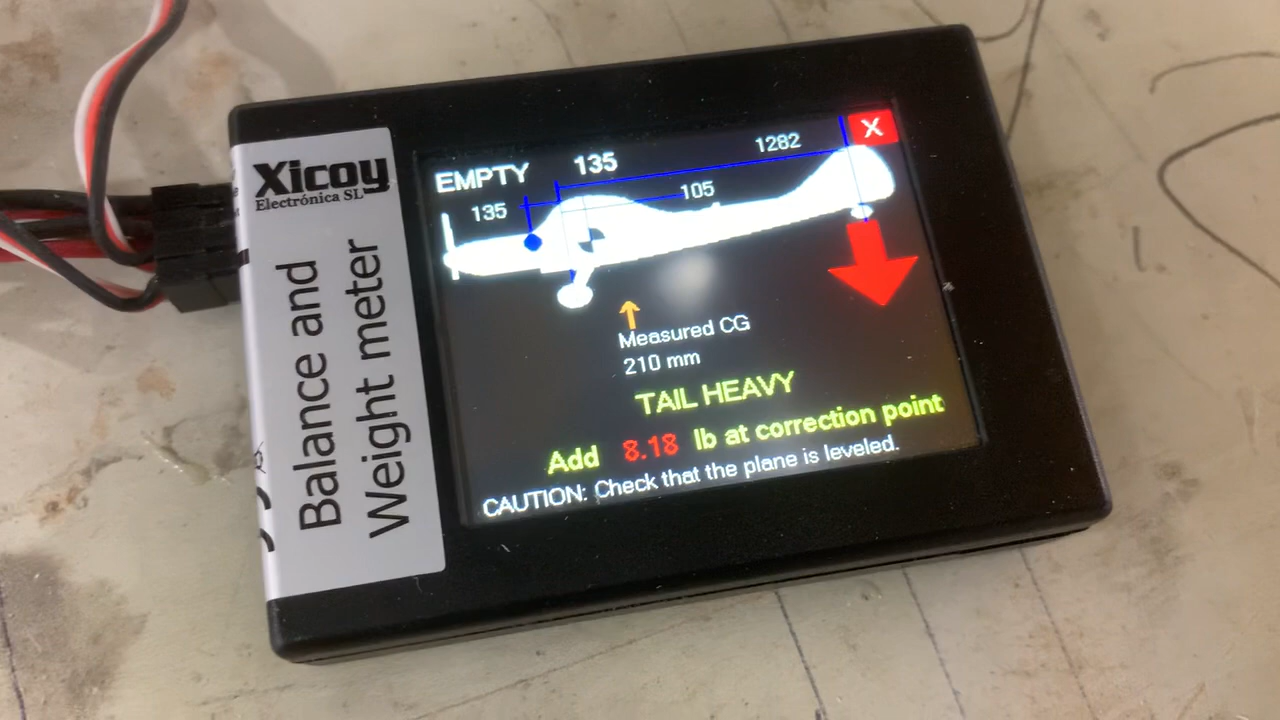 Xicoy
Electrónica SL
Balance and
Weight meter
EMPTY
135
1282
X
135
105
Measured CG
210 mm
TAIL HEAVY
Add 8.18 lb at correction point
CAUTION: Check that the plane is leveled.